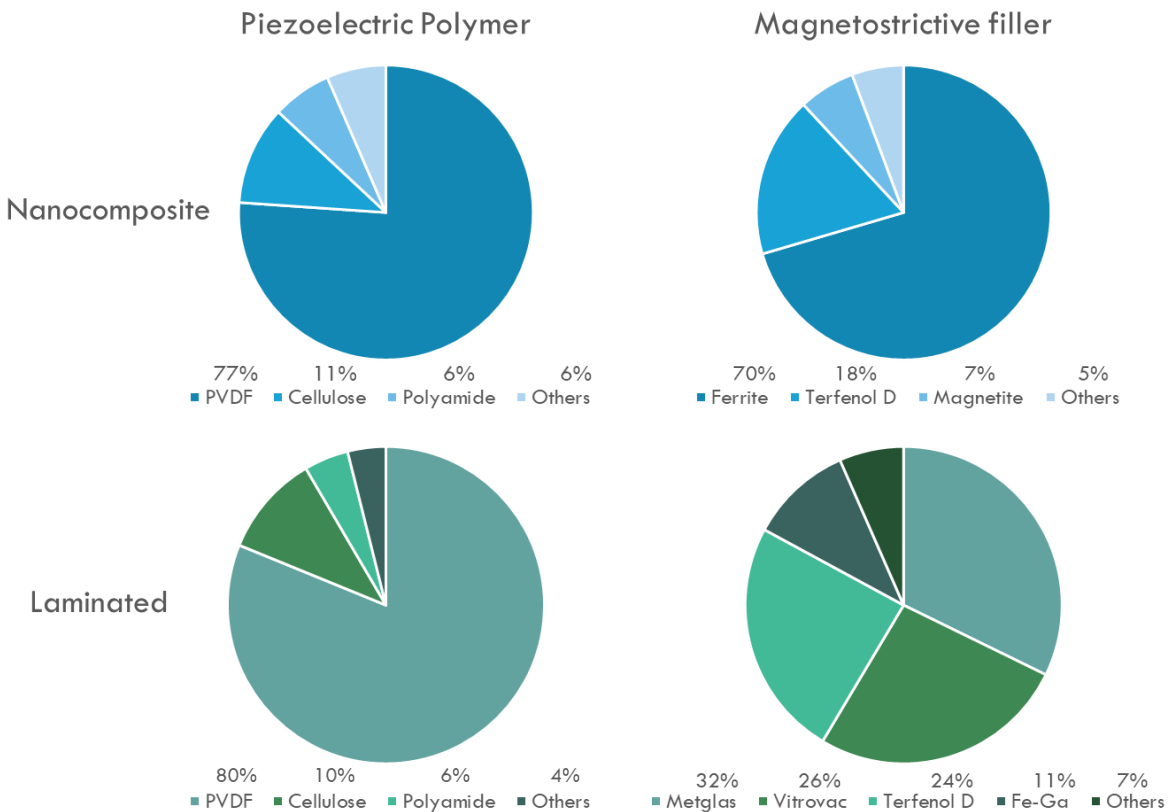 Piezoelectric Polymer
Magnetostrictive filler
Nanocomposite
77% 11% 6% 6%
PVDF Cellulose Polyamide Others
70% 18% 7% 5%
Ferrite Terfenol D Magnetite Others
Laminated
80% 10% 6% 4%
PVDF Cellulose Polyamide Others
32% 26% 24% 11% 7%
Metglas Vitrovac Terfenol D Fe-Ga Others